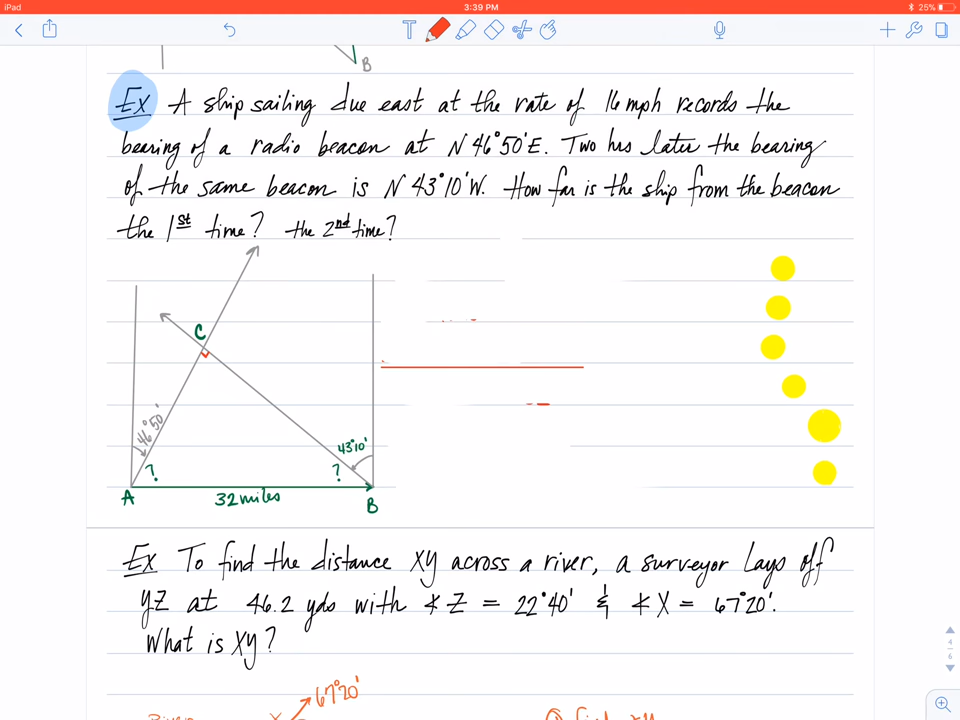 iPad
3:39 PM
25%
T
B
Ex A ship sailing due east at the rate of 16 mph records the
bearing of a radio beacon at N 46°50'E. Two hrs later the bearing
of the same beacon is N 43°10'W. How far is the ship from the beacon
the 1st time? the 2nd time?
C
46°50'
43°10'
?
?
A
32 miles
B
Ex To find the distance XY across a river, a surveyor lays off
YZ at 46.2 yds with ∢ Z = 22°40' & ∢ X = 67°20'.
What is XY?
67°20'
4
6